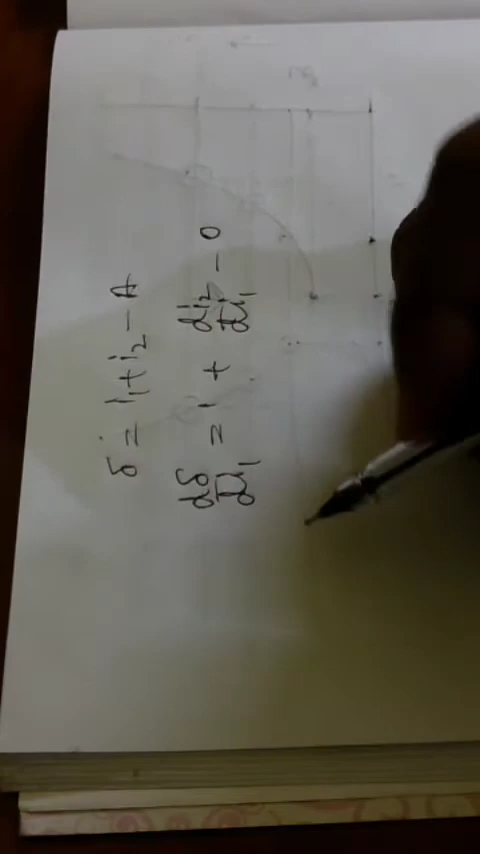 δ = i₁ + i₂ - A
dδ/di₁ = 1 + di₂/di₁ - 0